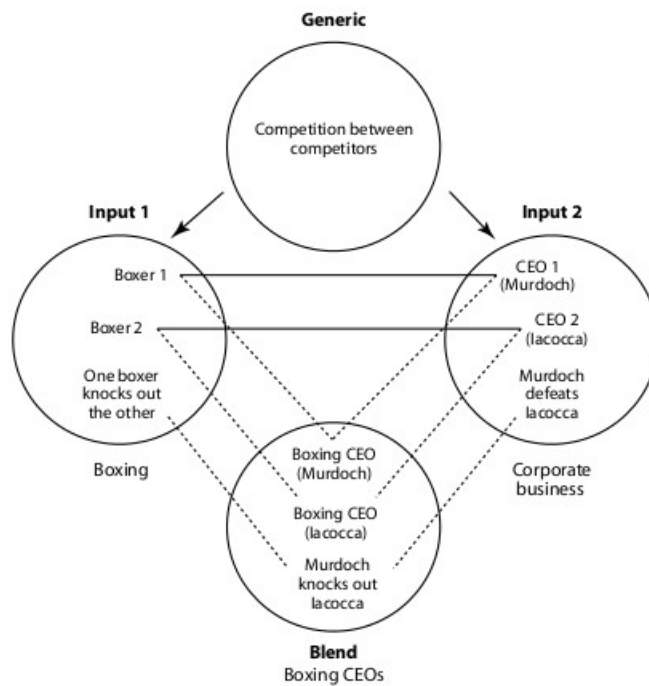 Generic
Competition between
competitors
Input 1
Input 2
Boxer 1
CEO 1
(Murdoch)
Boxer 2
CEO 2
(Iacocca)
One boxer
knocks out
the other
Murdoch
defeats
Iacocca
Boxing
Corporate
business
Boxing CEO
(Murdoch)
Boxing CEO
(Iacocca)
Murdoch
knocks out
Iacocca
Blend
Boxing CEOs